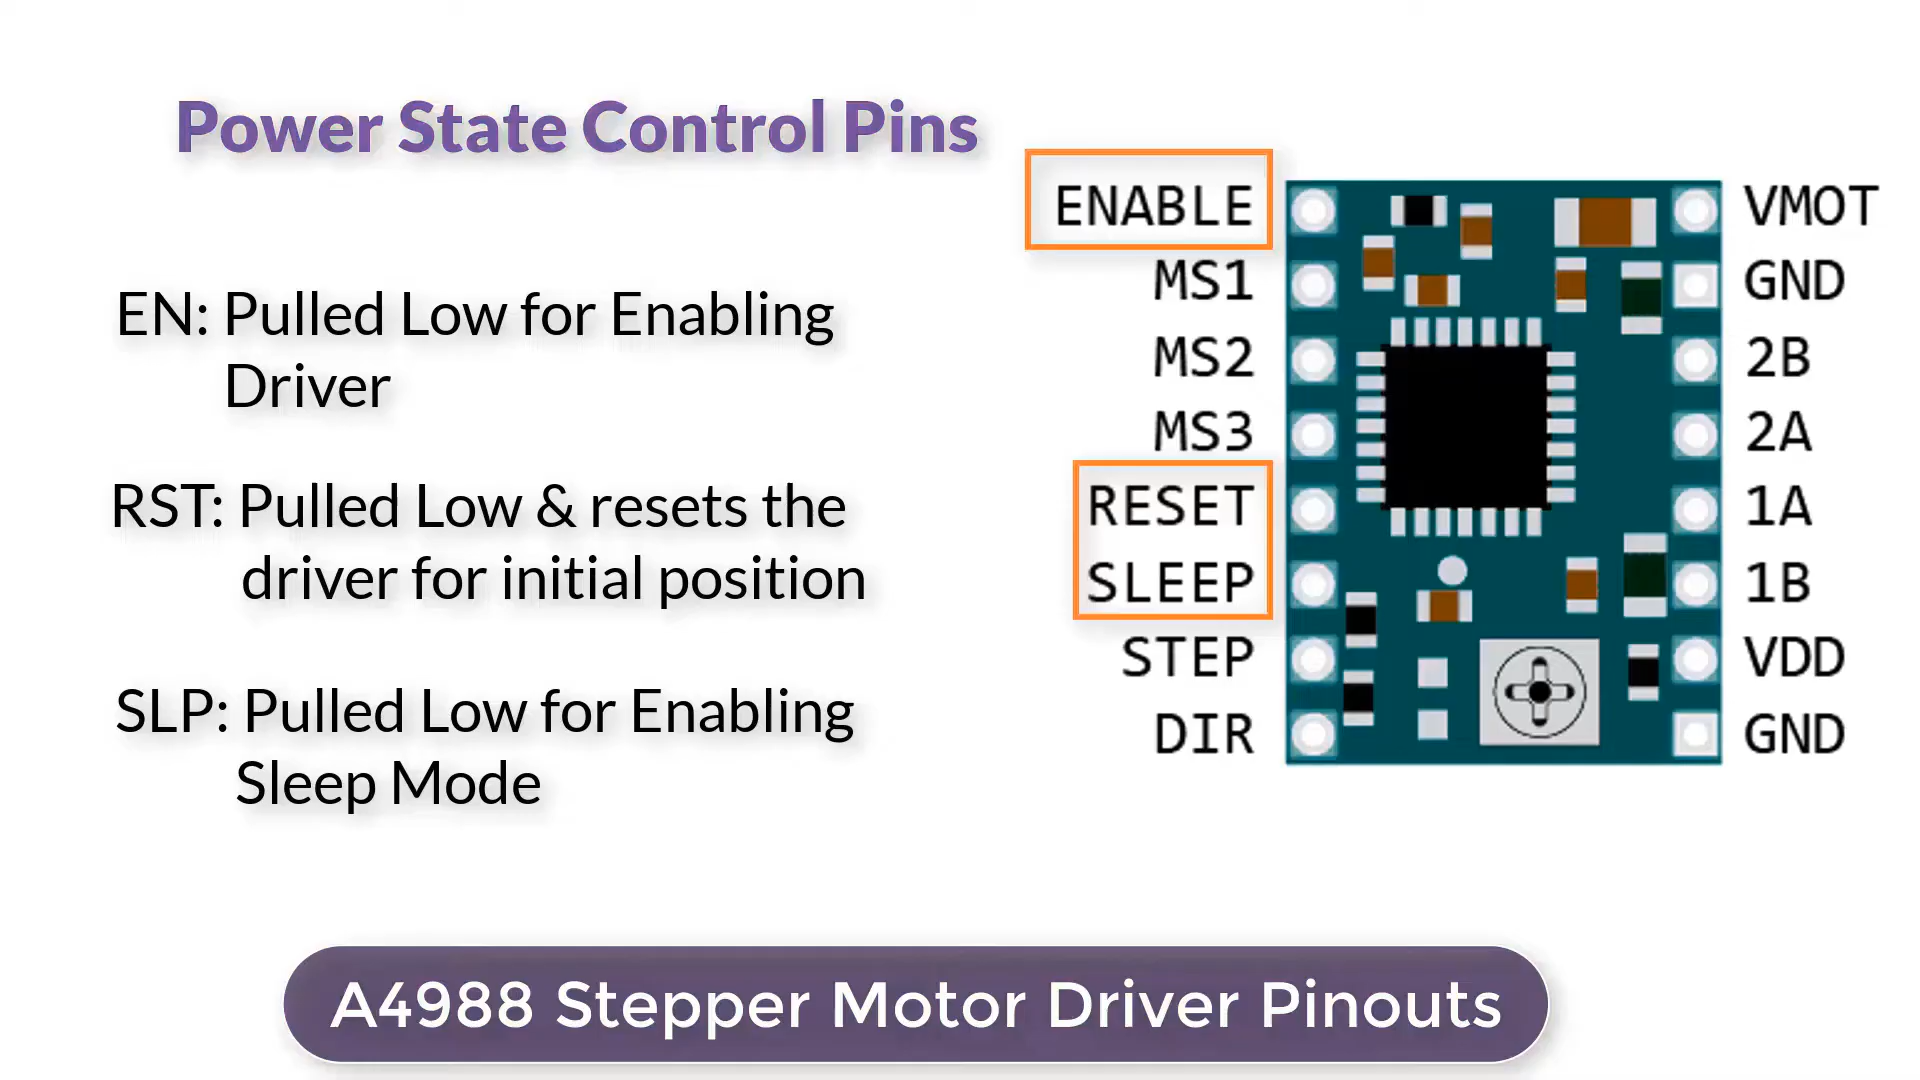 Power State Control Pins
EN: Pulled Low for Enabling
Driver
RST: Pulled Low & resets the
driver for initial position
SLP: Pulled Low for Enabling
Sleep Mode
ENABLE
MS1
MS2
MS3
RESET
SLEEP
STEP
DIR
VMOT
GND
2B
2A
1A
1B
VDD
GND
A4988 Stepper Motor Driver Pinouts